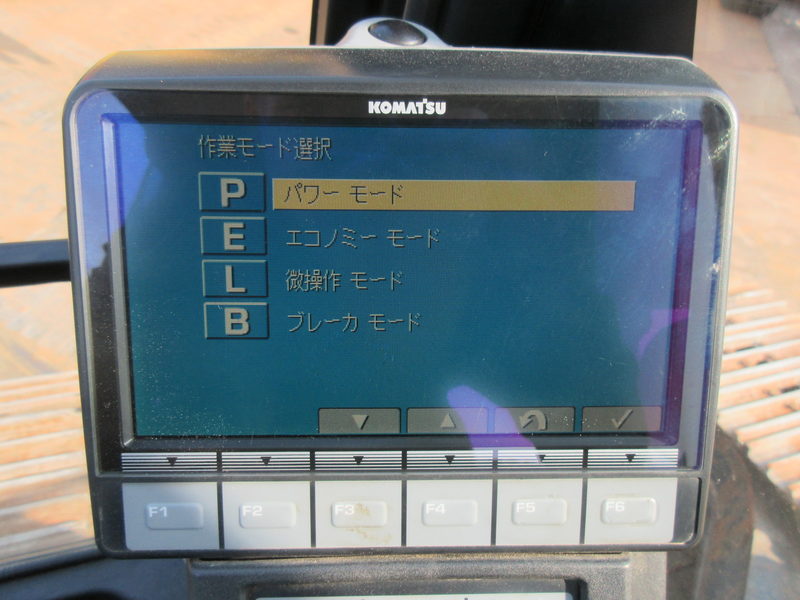 KOMATSU
作業モード選択
P パワー モード
E エコノミー モード
L 微操作 モード
B ブレーカ モード
F1 F2 F3 F4 F5 F6